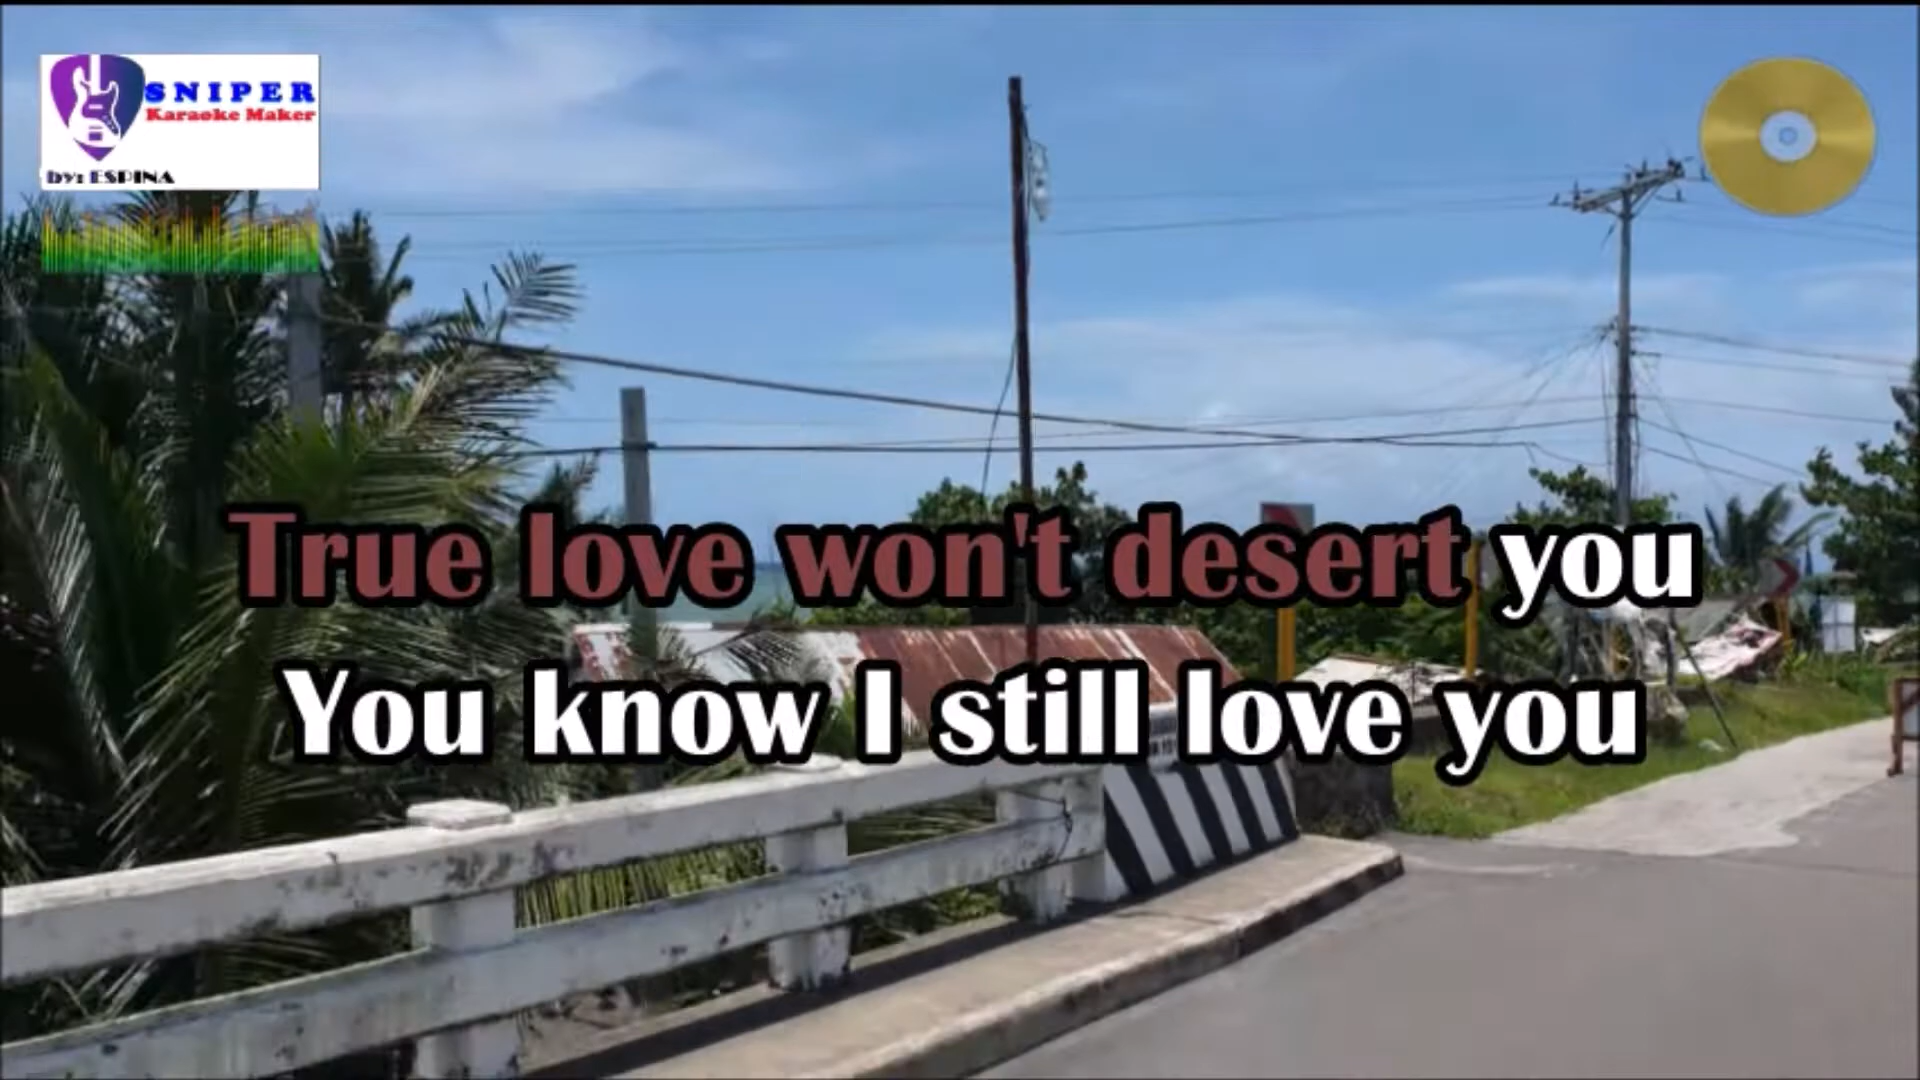 SNIPER
Karaoke Maker
by: ESPINA
True love won't desert you
You know I still love you